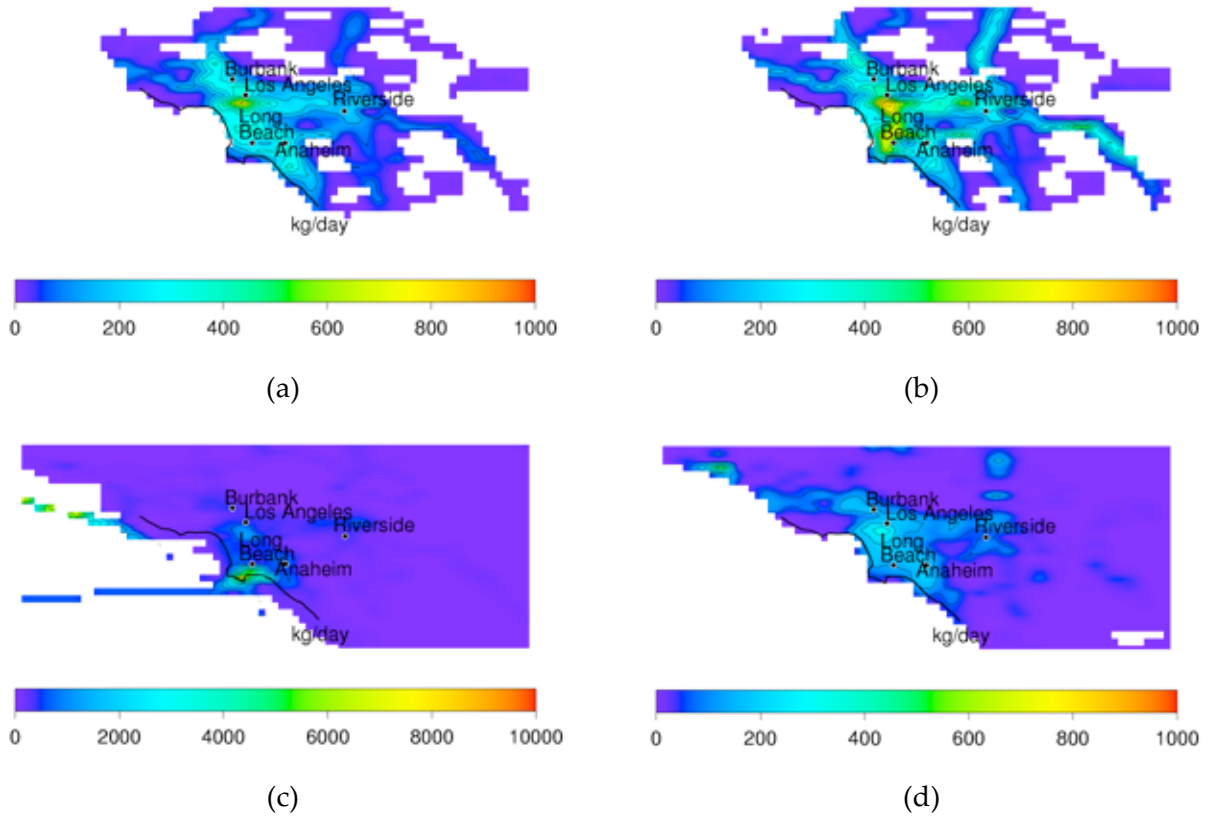 Burbank
Los Angeles
Riverside
Long
Beach
Anaheim
kg/day
0 200 400 600 800 1000
(a)
Burbank
Los Angeles
Riverside
Long
Beach
Anaheim
kg/day
0 200 400 600 800 1000
(b)
Burbank
Los Angeles
Riverside
Long
Beach
Anaheim
kg/day
0 2000 4000 6000 8000 10000
(c)
Burbank
Los Angeles
Riverside
Long
Beach
Anaheim
kg/day
0 200 400 600 800 1000
(d)